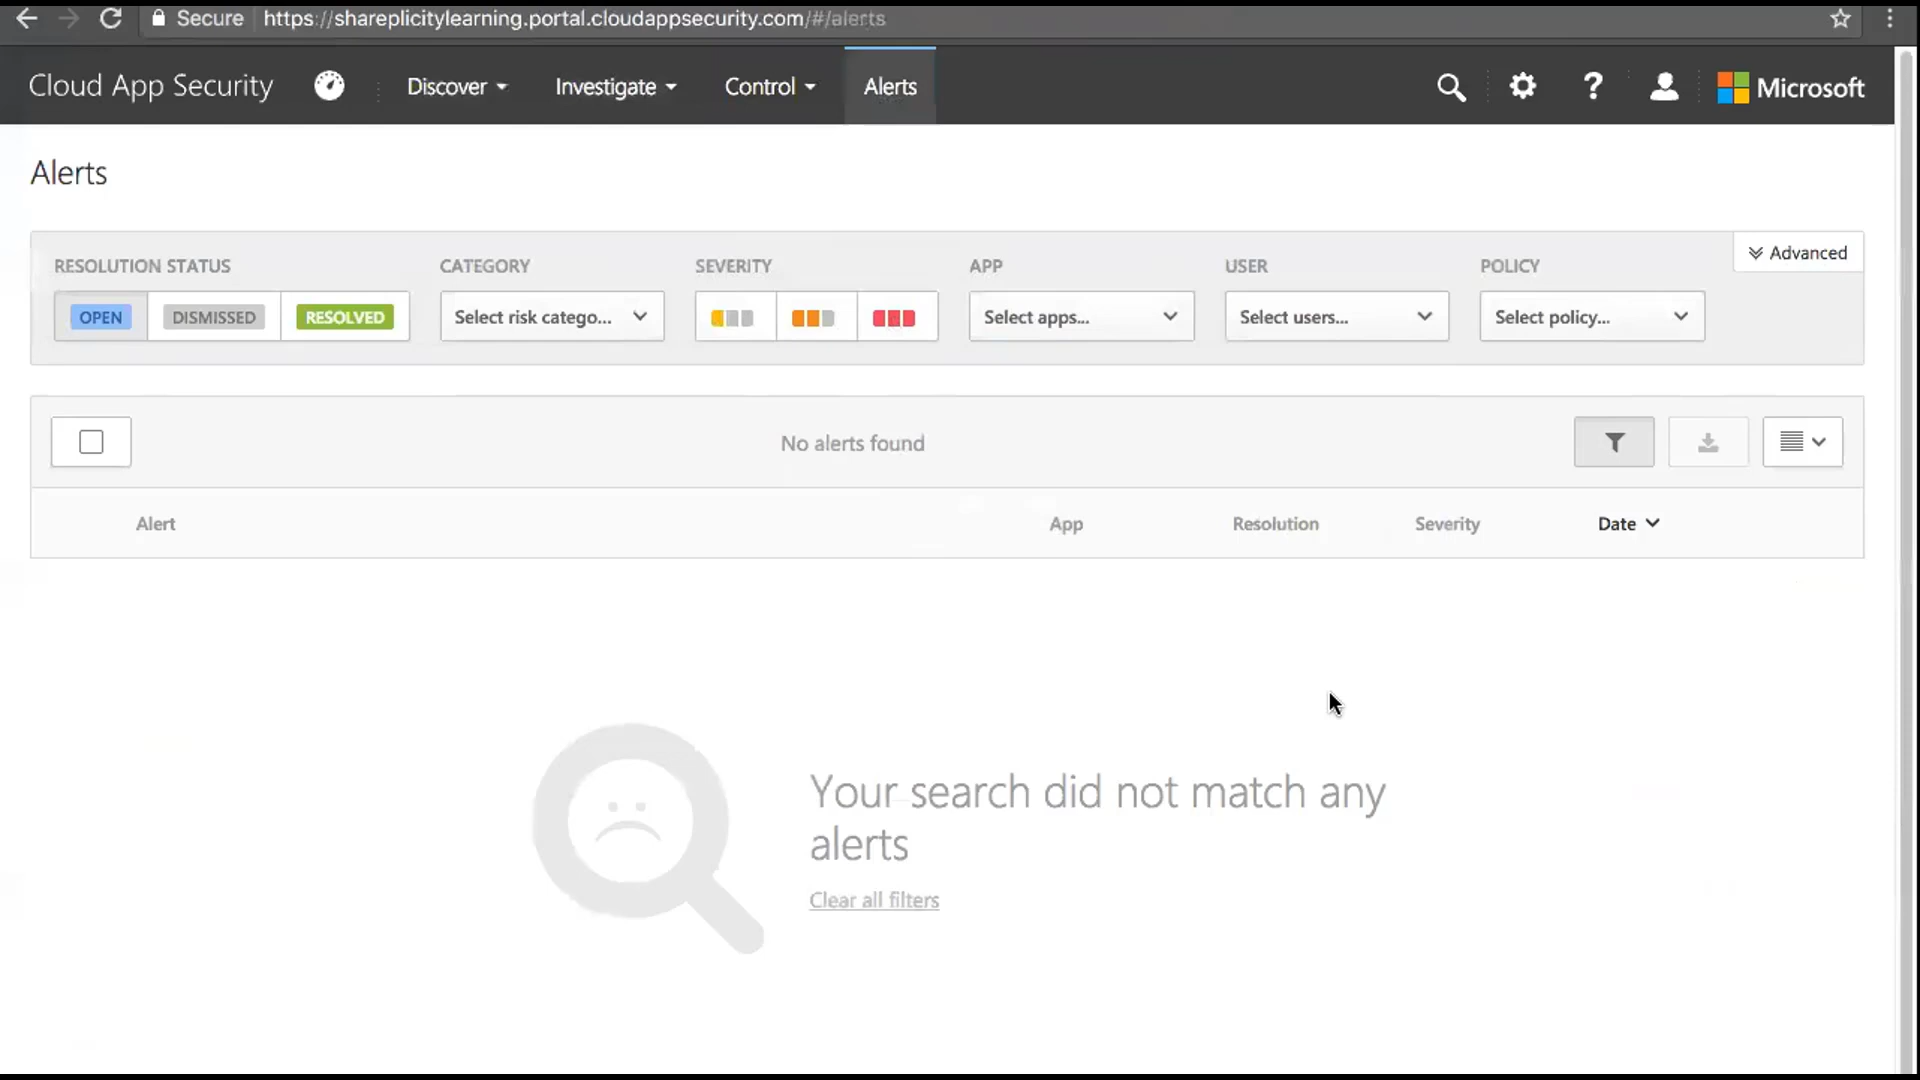 Secure https://shareplicitylearning.portal.cloudappsecurity.com/#/alerts
Cloud App Security Discover Investigate Control Alerts ? Microsoft
Alerts
Advanced
RESOLUTION STATUS CATEGORY SEVERITY APP USER POLICY
OPEN DISMISSED RESOLVED Select risk catego... Select apps... Select users... Select policy...
No alerts found
Alert App Resolution Severity Date
Your search did not match any
alerts
Clear all filters